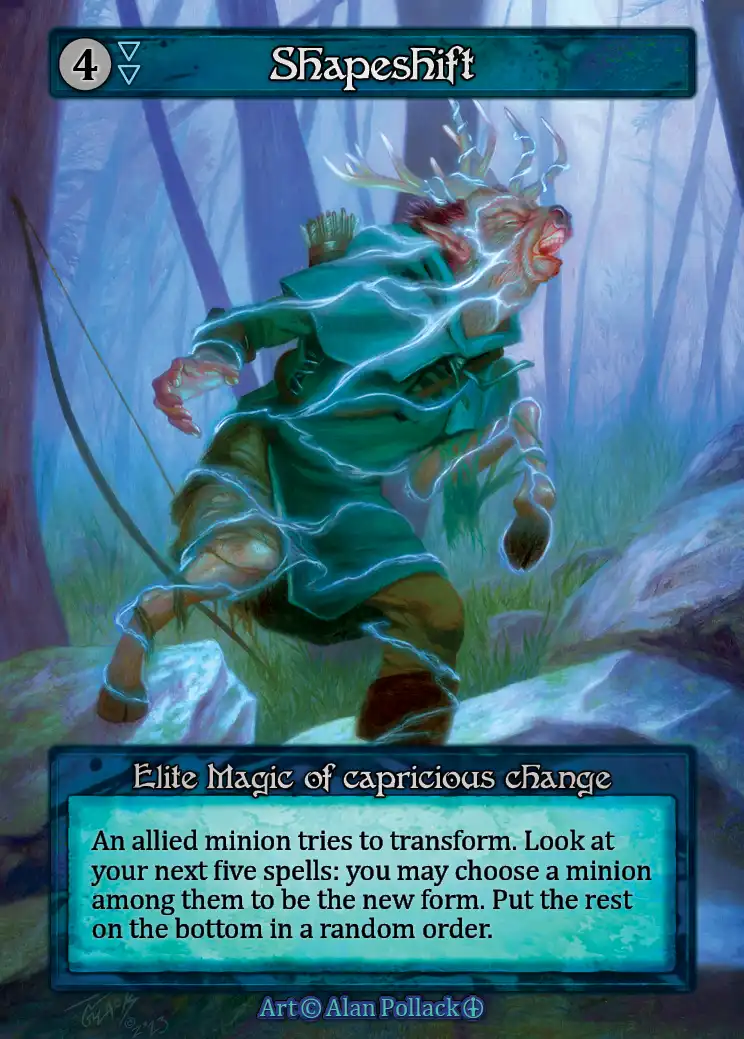 4 Shapeshift
Elite Magic of capricious change
An allied minion tries to transform. Look at
your next five spells: you may choose a minion
among them to be the new form. Put the rest
on the bottom in a random order.
Art © Alan Pollack